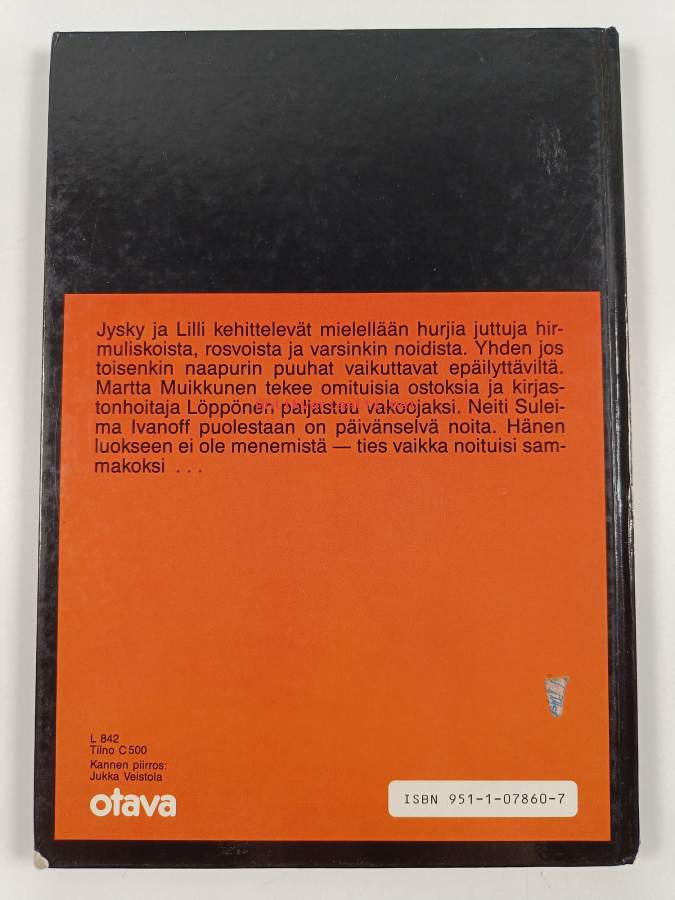 Jysky ja Lilli kehittelevät mielellään hurjia juttuja hir-
muliskoista, rosvoista ja varsinkin noidista. Yhden jos
toisenkin naapurin puuhat vaikuttavat epäilyttäviltä.
Martta Muikkunen tekee omituisia ostoksia ja kirjas-
tonhoitaja Löppönen paljastuu vakoojaksi. Neiti Sulei-
ma Ivanoff puolestaan on päivänselvä noita. Hänen
luokseen ei ole menemistä — ties vaikka noituisi sam-
makoksi . . .
L 842
Tilno C 500
Kannen piirros:
Jukka Veistola
otava
ISBN 951-1-07860-7